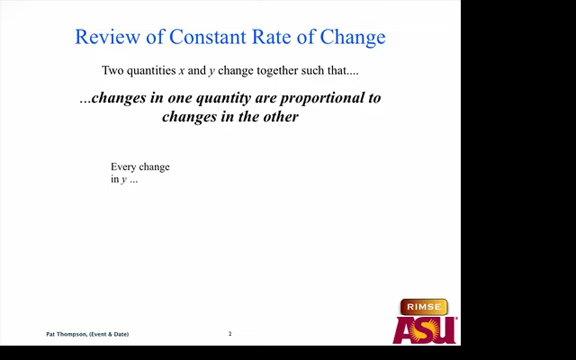 Review of Constant Rate of Change
Two quantities x and y change together such that....
...changes in one quantity are proportional to
changes in the other
Every change
in y ...
RIMSE
ASU
Pat Thompson, (Event & Date)
2